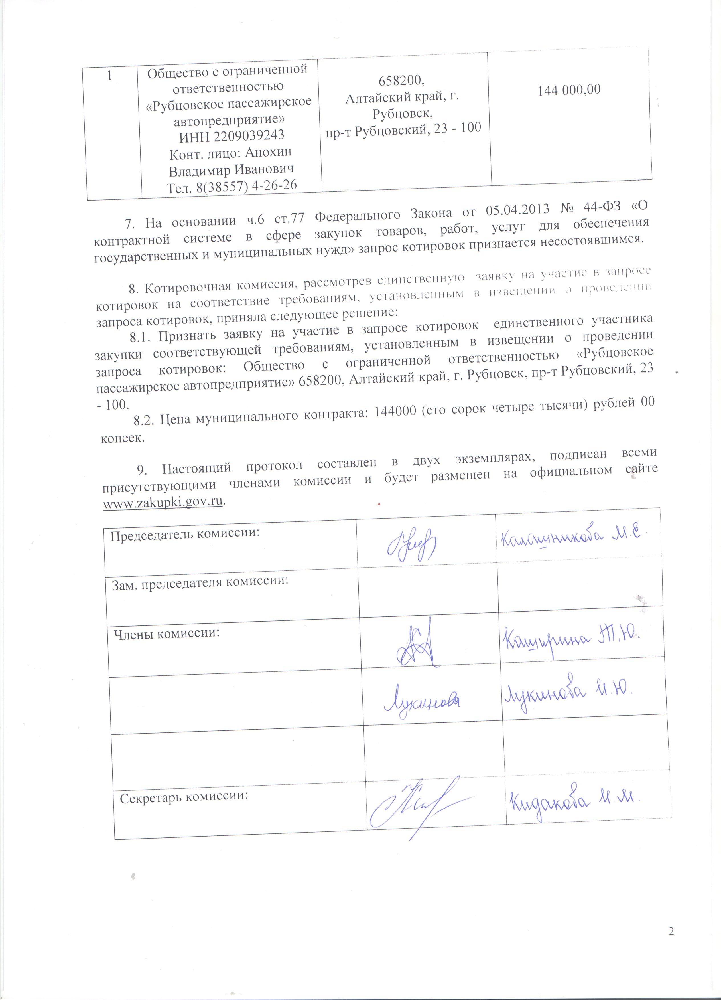 1
Общество с ограниченной
ответственностью
«Рубцовское пассажирское
автопредприятие»
ИНН 2209039243
Конт. лицо: Анохин
Владимир Иванович
Тел. 8(38557) 4-26-26
658200,
Алтайский край, г.
Рубцовск,
пр-т Рубцовский, 23 - 100
144 000,00
7. На основании ч.6 ст.77 Федерального Закона от 05.04.2013 № 44-ФЗ «О
контрактной системе в сфере закупок товаров, работ, услуг для обеспечения
государственных и муниципальных нужд» запрос котировок признается несостоявшимся.
8. Котировочная комиссия, рассмотрев единственную заявку на участие в запросе
котировок на соответствие требованиям, установленным в извещении о проведении
запроса котировок, приняла следующее решение:
8.1. Признать заявку на участие в запросе котировок единственного участника
закупки соответствующей требованиям, установленным в извещении о проведении
запроса котировок: Общество с ограниченной ответственностью «Рубцовское
пассажирское автопредприятие» 658200, Алтайский край, г. Рубцовск, пр-т Рубцовский, 23
- 100.
8.2. Цена муниципального контракта: 144000 (сто сорок четыре тысячи) рублей 00
копеек.
9. Настоящий протокол составлен в двух экземплярах, подписан всеми
присутствующими членами комиссии и будет размещен на официальном сайте
www.zakupki.gov.ru.
Председатель комиссии:
Калашникова М.Е.
Зам. председателя комиссии:
Члены комиссии:
Каширина Т.Ю.
Лукинова
Лукинова И.Ю.
Секретарь комиссии:
Кидакова И.М.
2